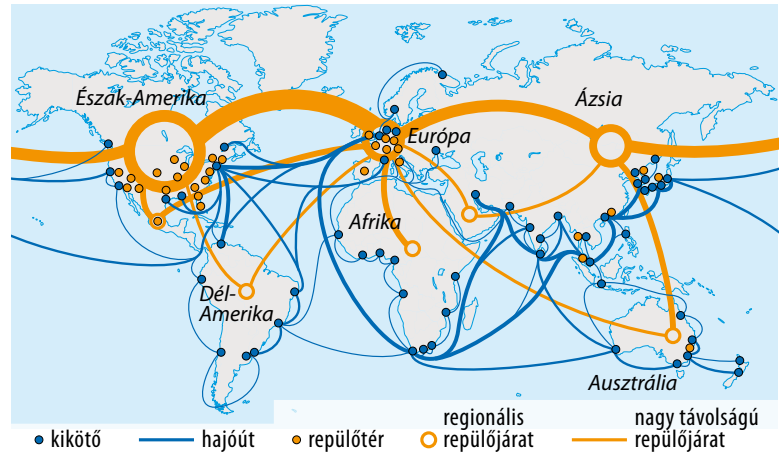 Észak-Amerika
Ázsia
Európa
Afrika
Dél-
Amerika
Ausztrália
kikötő
hajóút
repülőtér
regionális
repülőjárat
nagy távolságú
repülőjárat